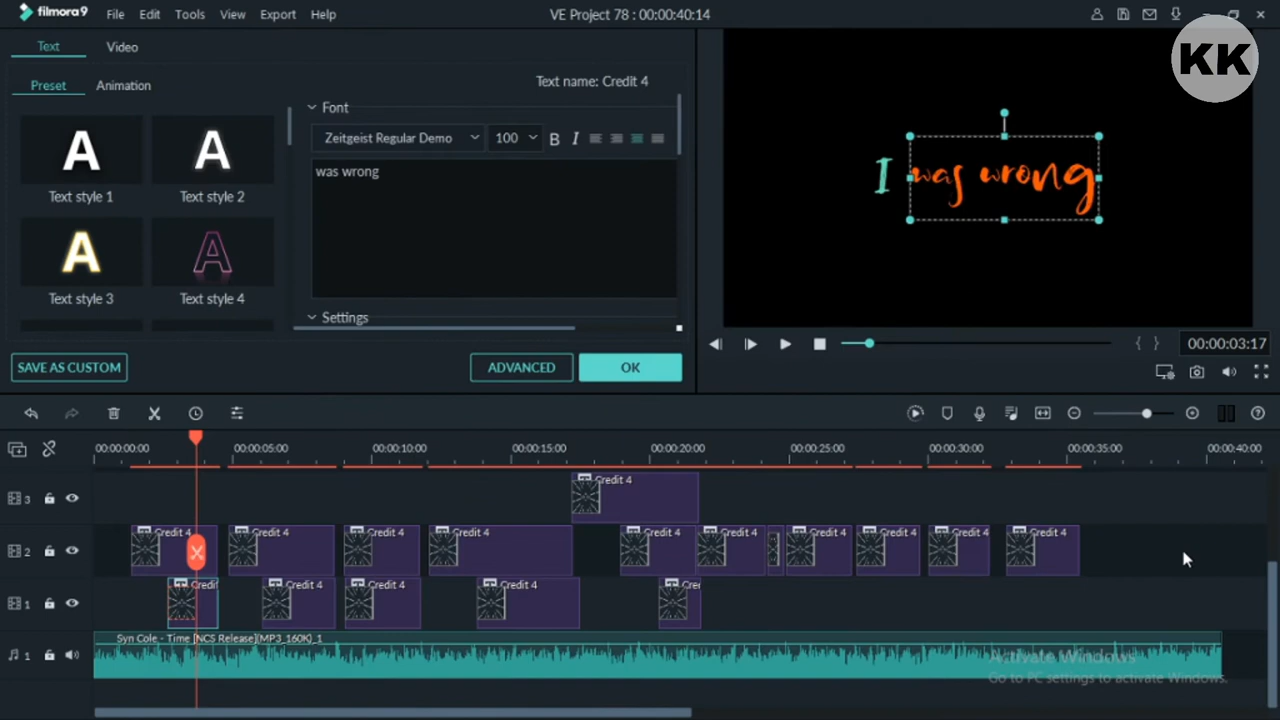 filmora9 File Edit Tools View Export Help VE Project 78 : 00:00:40:14
KK
Text Video
Preset Animation Text name: Credit 4
Font
A A Zeitgeist Regular Demo 100 B I
Text style 1 Text style 2 was wrong
I was wrong
A A
Text style 3 Text style 4
Settings
00:00:03:17
SAVE AS CUSTOM ADVANCED OK
00:00:00:00 00:00:05:00 00:00:10:00 00:00:15:00 00:00:20:00 00:00:25:00 00:00:30:00 00:00:35:00 00:00:40:00
3 Credit 4
2 Credit 4 Credit 4 Credit 4 Credit 4 Credit 4 Credit 4 Credit 4 Credit 4 Credit 4 Credit 4
1 Credi Credit 4 Credit 4 Credit 4 Cre
1 Syn Cole - Time [NCS Release](MP3_160K)_1
Activate Windows
Go to PC settings to activate Windows.